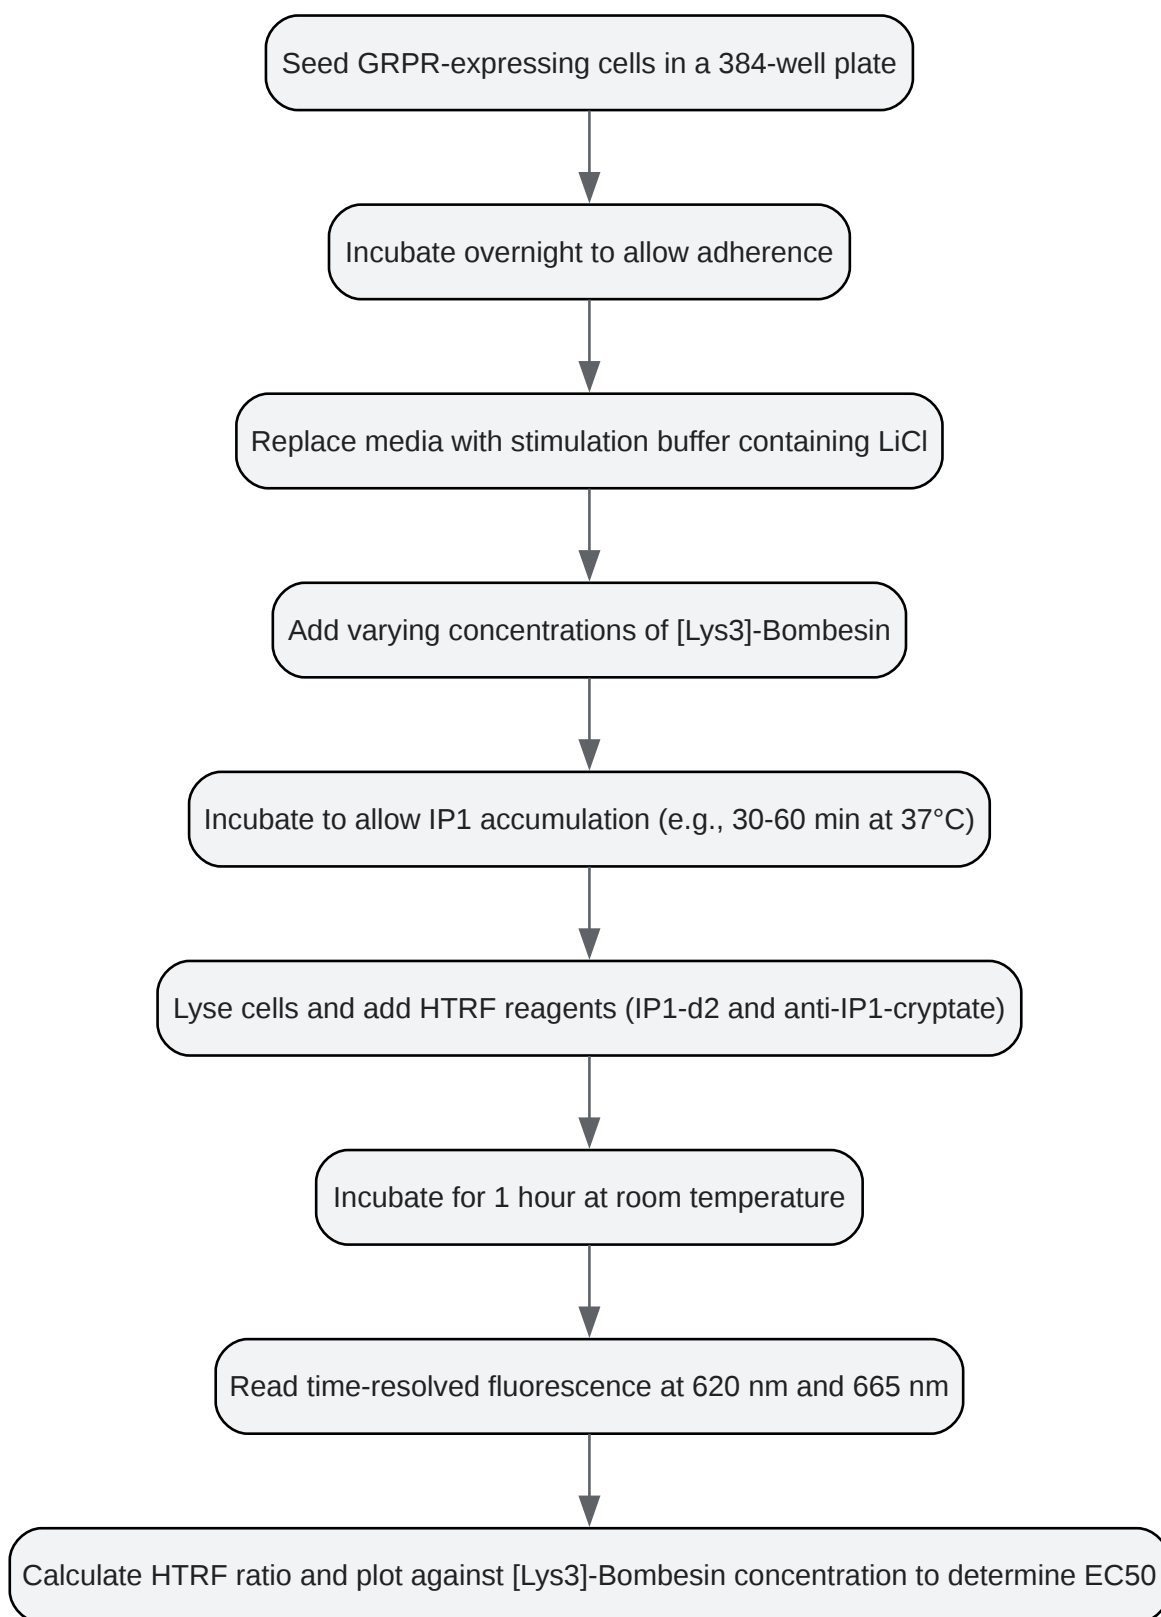 Seed GRPR-expressing cells in a 384-well plate
Incubate overnight to allow adherence
Replace media with stimulation buffer containing LiCl
Add varying concentrations of [Lys3]-Bombesin
Incubate to allow IP1 accumulation (e.g., 30-60 min at 37°C)
Lyse cells and add HTRF reagents (IP1-d2 and anti-IP1-cryptate)
Incubate for 1 hour at room temperature
Read time-resolved fluorescence at 620 nm and 665 nm
Calculate HTRF ratio and plot against [Lys3]-Bombesin concentration to determine EC50